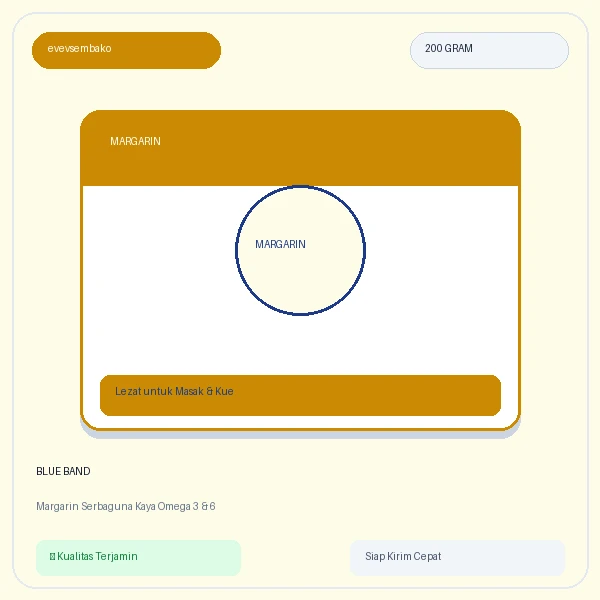 evevsembako
200 GRAM
MARGARIN
MARGARIN
Lezat untuk Masak & Kue
BLUE BAND
Margarin Serbaguna Kaya Omega 3 & 6
Kualitas Terjamin
Siap Kirim Cepat